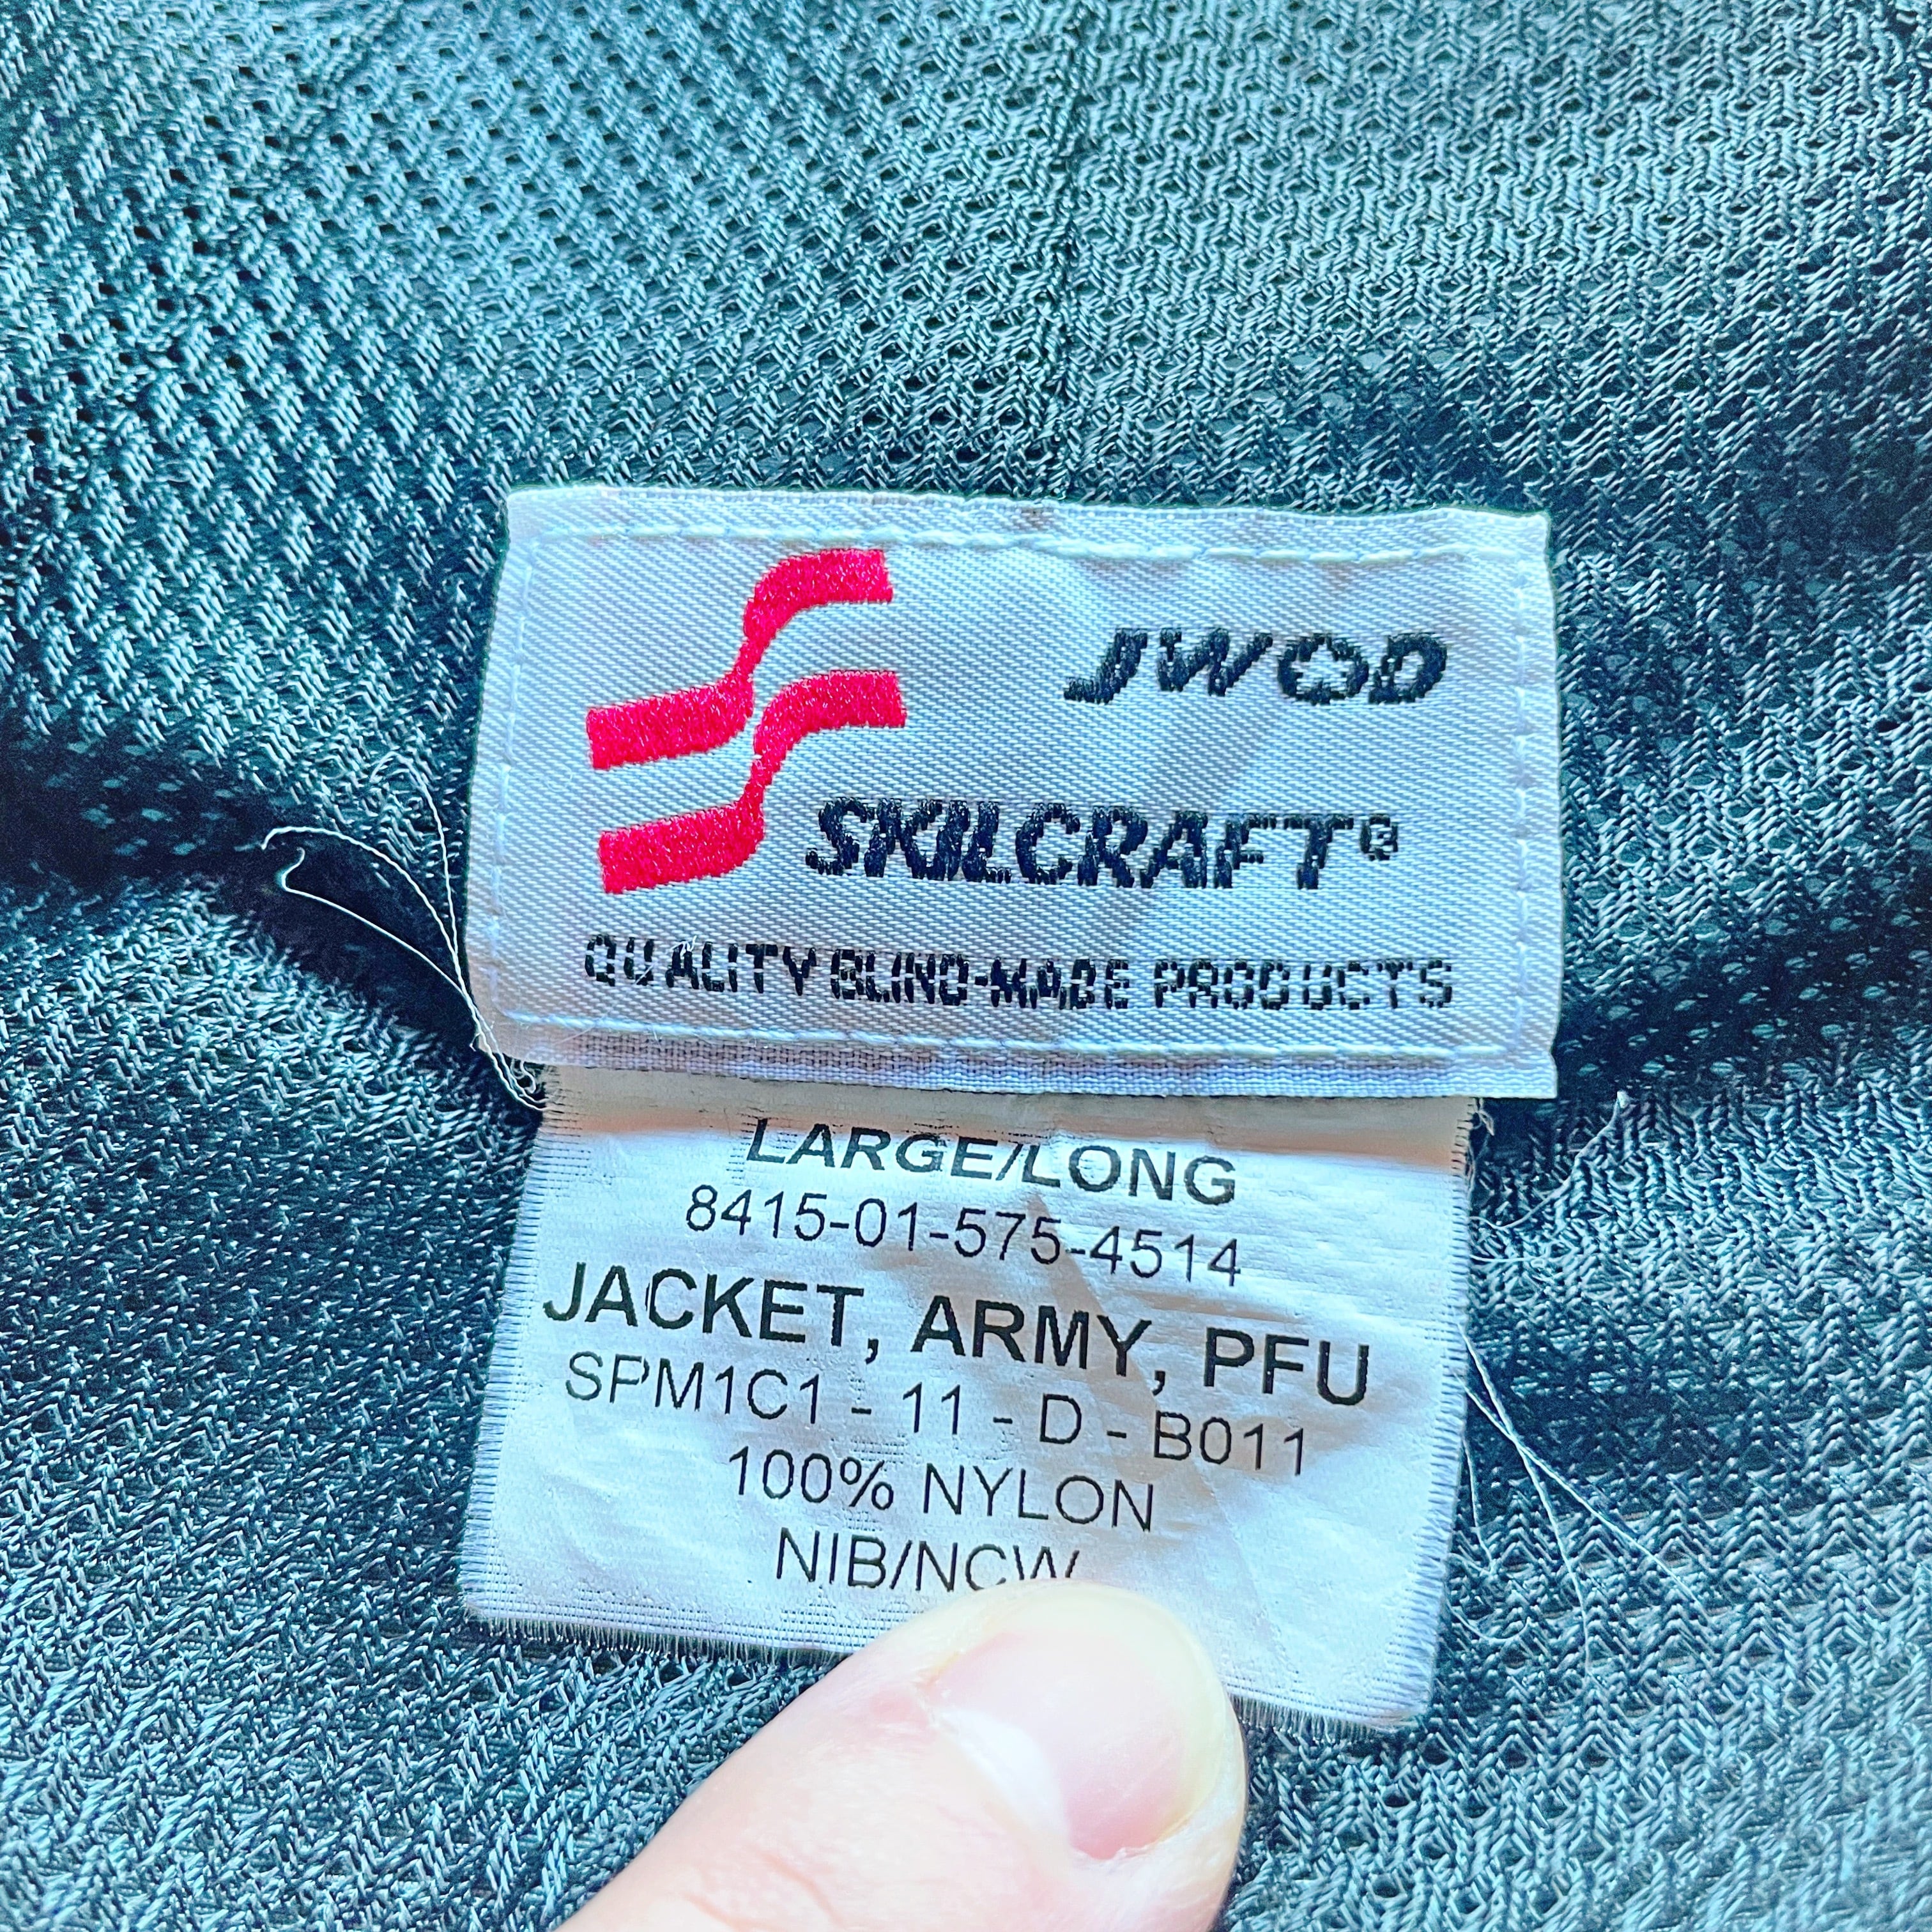 JWOD
SKILCRAFT®
QUALITY BLIND-MADE PRODUCTS
LARGE/LONG
8415-01-575-4514
JACKET, ARMY, PFU
SPM1C1 - 11 - D - B011
100% NYLON
NIB/NCW